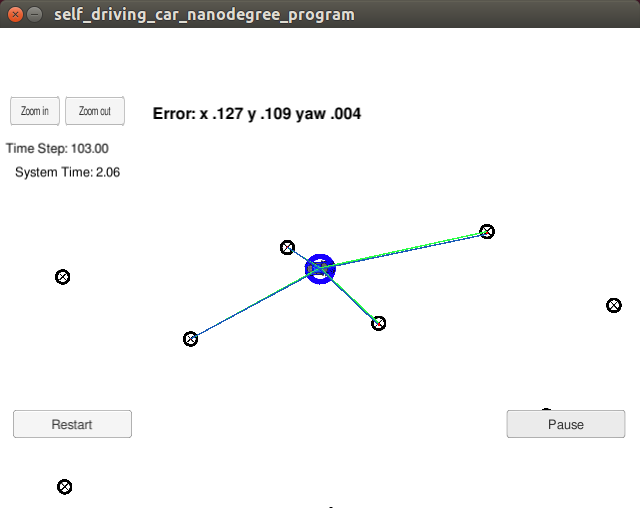 self_driving_car_nanodegree_program
Zoom in
Zoom out
Error: x .127 y .109 yaw .004
Time Step: 103.00
System Time: 2.06
Restart
Pause